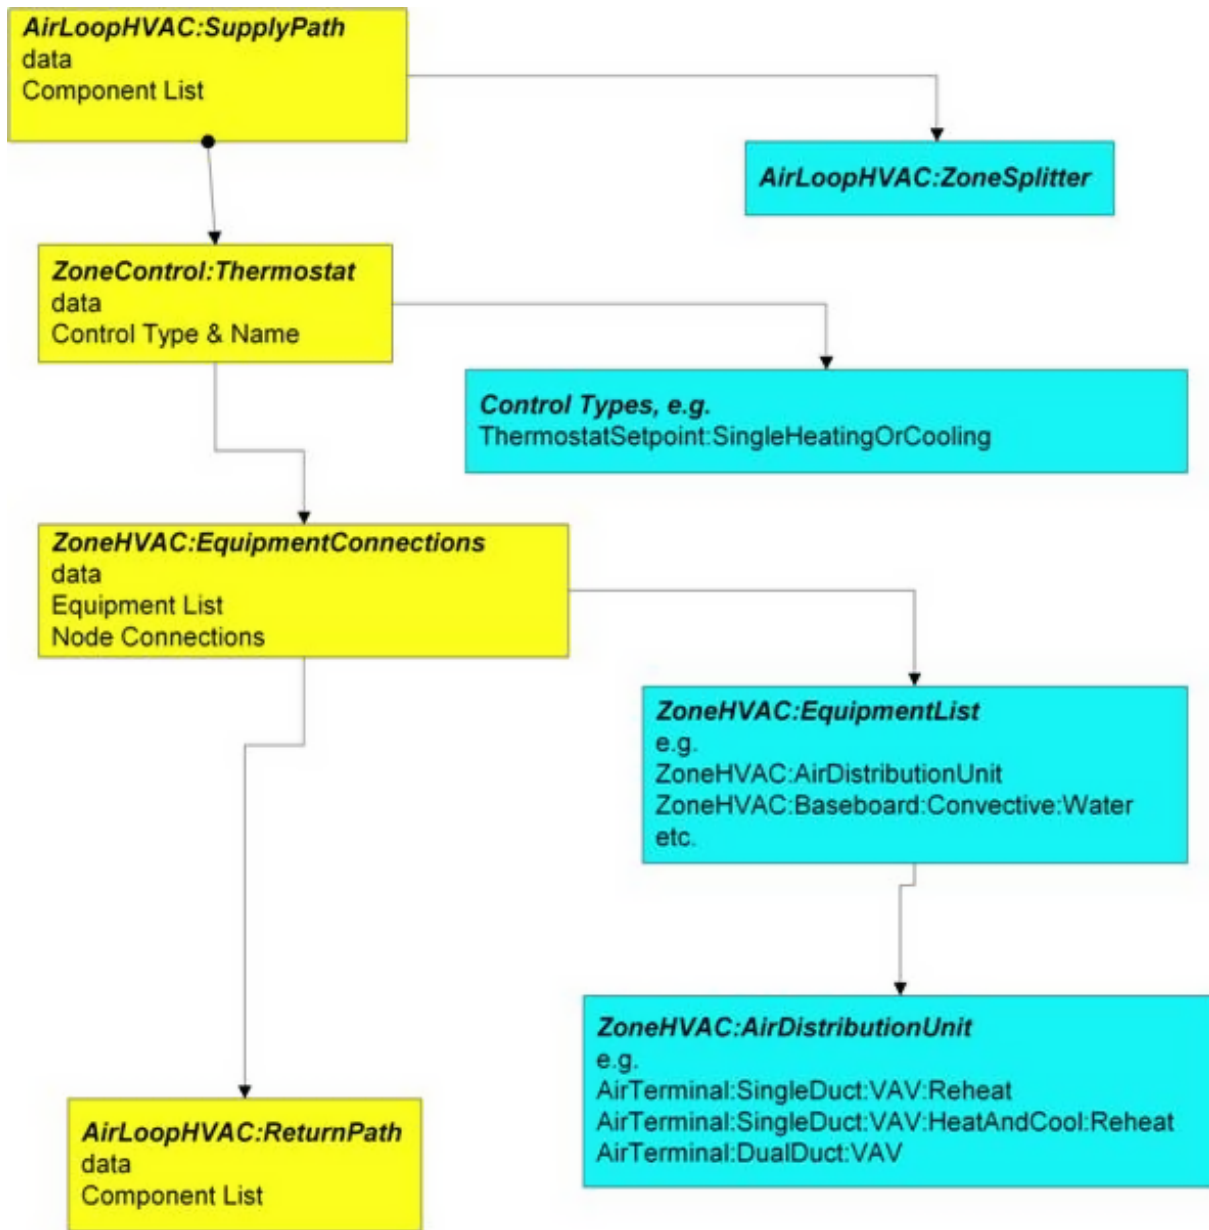 AirLoopHVAC:SupplyPath
data
Component List
AirLoopHVAC:ZoneSplitter
ZoneControl:Thermostat
data
Control Type & Name
Control Types, e.g.
ThermostatSetpoint:SingleHeatingOrCooling
ZoneHVAC:EquipmentConnections
data
Equipment List
Node Connections
ZoneHVAC:EquipmentList
e.g.
ZoneHVAC:AirDistributionUnit
ZoneHVAC:Baseboard:Convective:Water
etc.
ZoneHVAC:AirDistributionUnit
e.g.
AirTerminal:SingleDuct:VAV:Reheat
AirTerminal:SingleDuct:VAV:HeatAndCool:Reheat
AirTerminal:DualDuct:VAV
AirLoopHVAC:ReturnPath
data
Component List